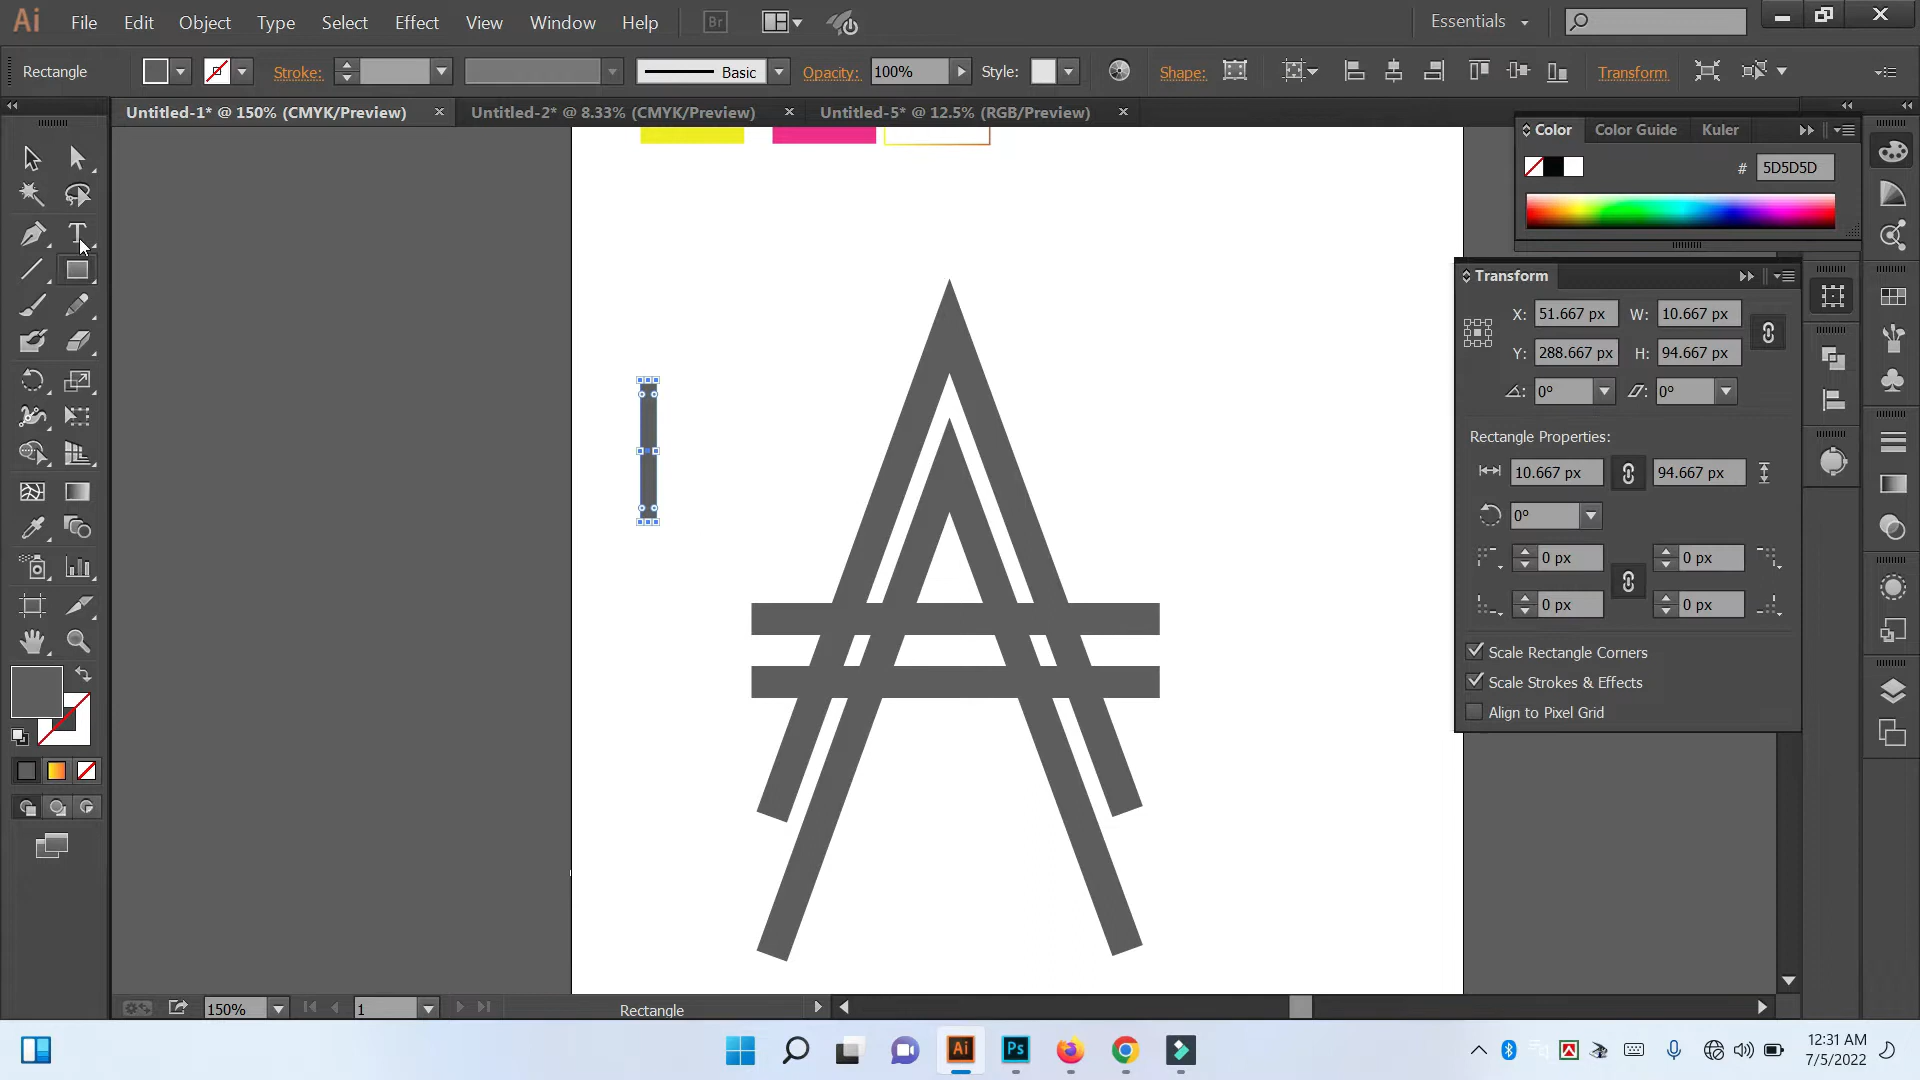 Ai File Edit Object Type Select Effect View Window Help Br Essentials
Rectangle Stroke: Basic Opacity: 100% Style: Shape: Transform
Untitled-1* @ 150% (CMYK/Preview) Untitled-2* @ 8.33% (CMYK/Preview) Untitled-5* @ 12.5% (RGB/Preview)
Color Color Guide Kuler
# 5D5D5D
Transform
X: 51.667 px W: 10.667 px
Y: 288.667 px H: 94.667 px
0° 0°
Rectangle Properties:
10.667 px 94.667 px
0°
0 px 0 px
0 px 0 px
Scale Rectangle Corners
Scale Strokes & Effects
Align to Pixel Grid
150% 1 Rectangle
Ai Ps
12:31 AM
7/5/2022